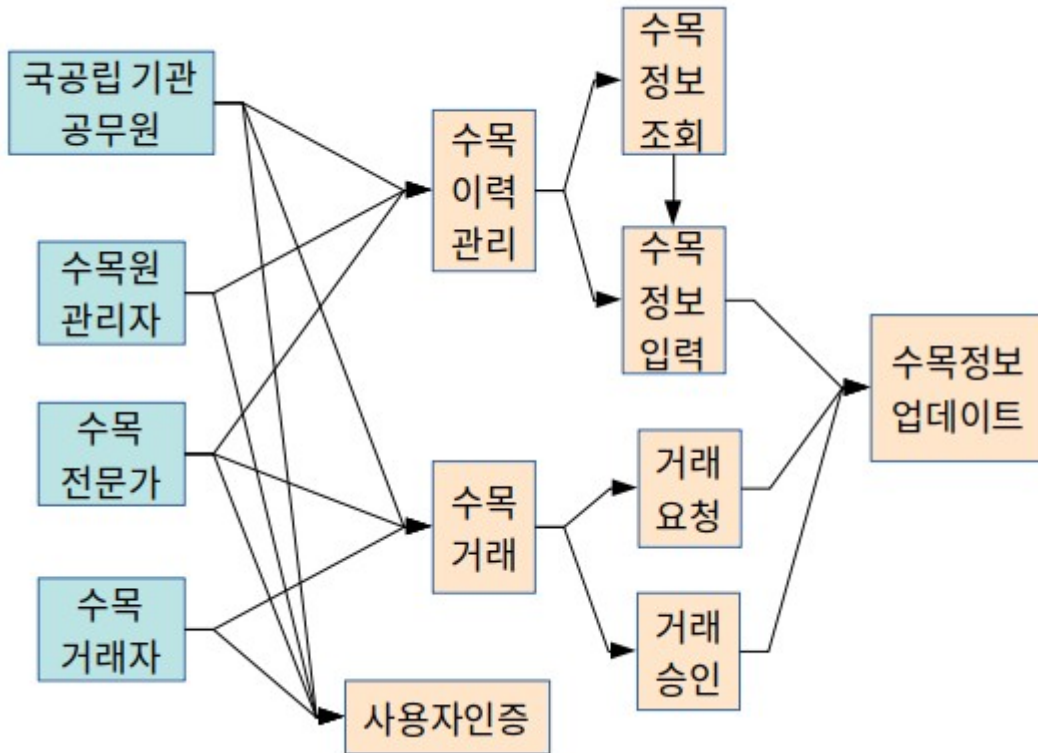 국공립 기관
공무원
수목원
관리자
수목
전문가
수목
거래자
수목
이력
관리
수목
거래
사용자인증
수목
정보
조회
수목
정보
입력
거래
요청
거래
승인
수목정보
업데이트